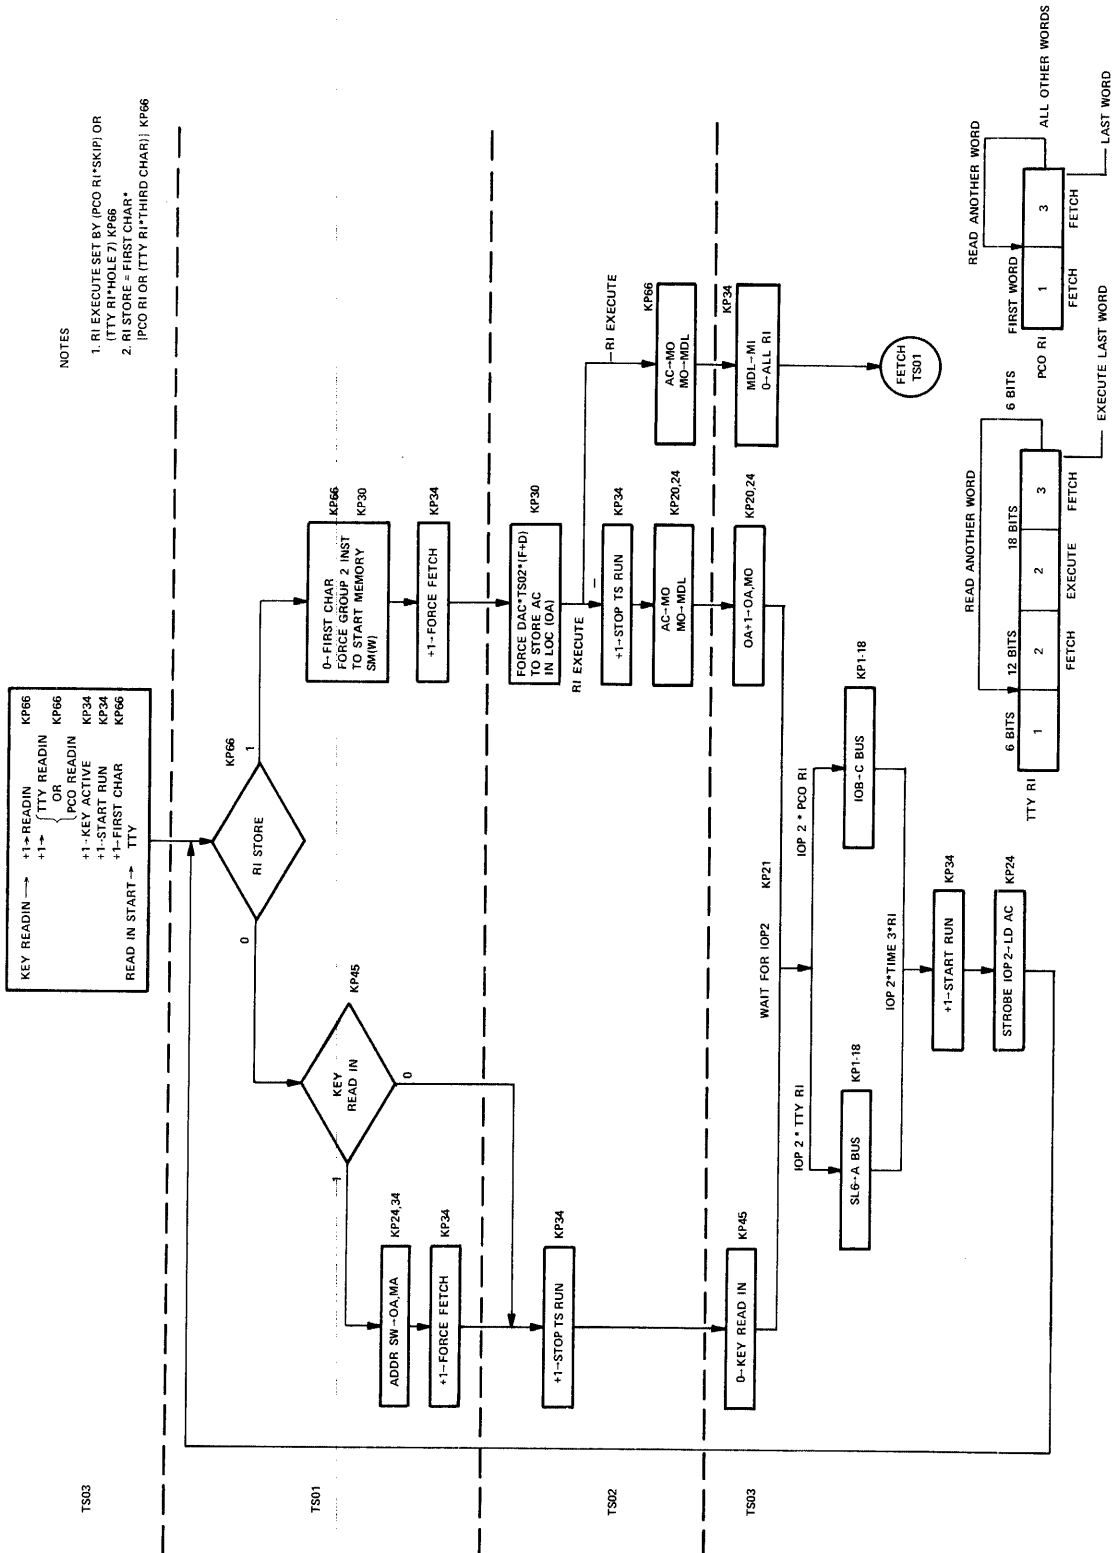 TS03
KEY READIN → +1→READIN KP66
+1→ {TTY READIN KP66
OR
PCO READIN
+1→KEY ACTIVE KP34
+1→START RUN KP34
+1→FIRST CHAR KP66
READ IN START → TTY
NOTES
1. RI EXECUTE SET BY (PCO RI*SKIP) OR
(TTY RI*HOLE 7) KP66
2. RI STORE = FIRST CHAR*
[PCO RI OR (TTY RI*THIRD CHAR)] KP66
TS01
RI STORE
KP66
0
1
KEY
READ IN
KP45
1
0
ADDR SW→OA,MA
KP24,34
+1→FORCE FETCH
KP34
0→FIRST CHAR
FORCE GROUP 2 INST
TO START MEMORY
SM(W)
KP66
KP30
+1→FORCE FETCH
KP34
TS02
+1→STOP TS RUN
KP34
FORCE DAC*TS02*(F+D)
TO STORE AC
IN LOC (OA)
KP30
RI EXECUTE
—
—RI EXECUTE
+1→STOP TS RUN
KP34
AC→MO
MO→MDL
KP20,24
AC→MO
MO→MDL
KP66
TS03
0→KEY READ IN
KP45
OA+1→OA,MO
KP20,24
MDL→MI
0→ALL RI
KP34
FETCH
TS01
WAIT FOR IOP2
KP21
IOP 2 * TTY RI
IOP 2 * PCO RI
SL6→A BUS
KP1-18
IOB→C BUS
KP1-18
IOP 2*TIME 3*RI
+1→START RUN
KP34
STROBE IOP 2→LD AC
KP24
READ ANOTHER WORD
6 BITS
12 BITS
18 BITS
6 BITS
TTY RI
1
2
2
3
FETCH
EXECUTE
FETCH
EXECUTE LAST WORD
READ ANOTHER WORD
FIRST WORD
ALL OTHER WORDS
PCO RI
1
3
FETCH
FETCH
LAST WORD